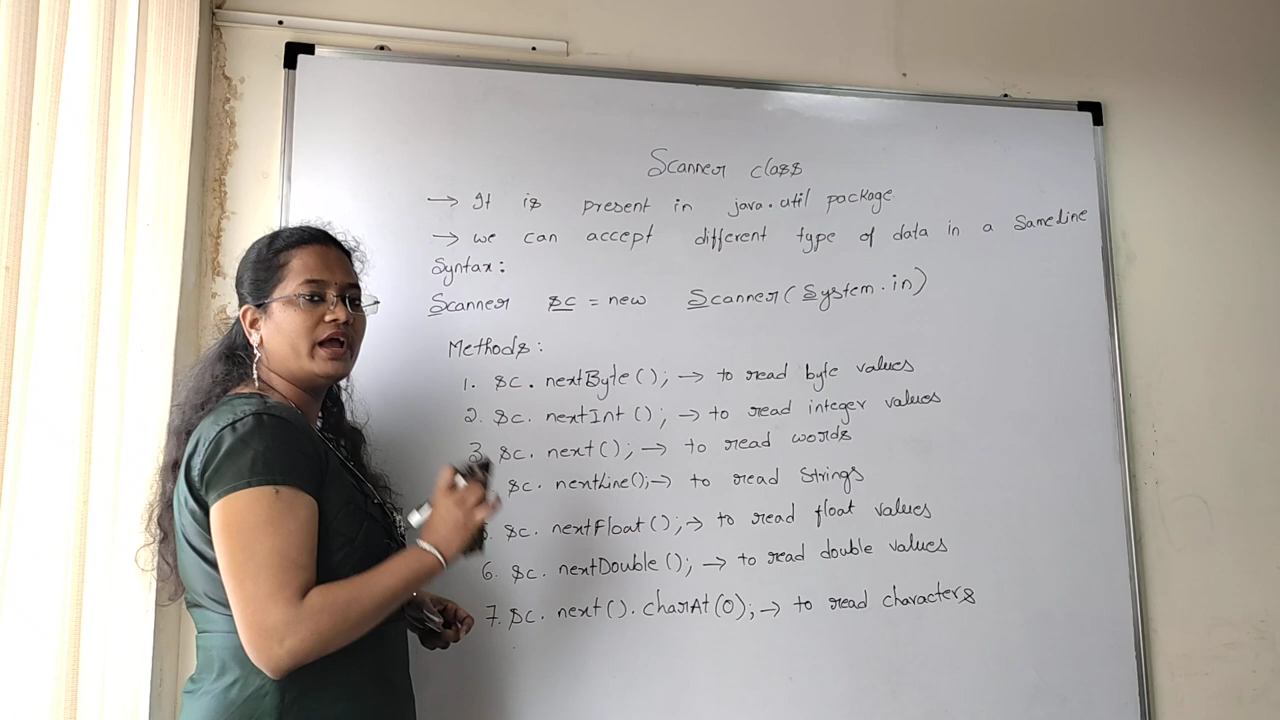 Scanner class
→ It is present in java.util package.
→ we can accept different type of data in a same line
Syntax:
Scanner sc = new Scanner(System.in)
Methods:
1. sc.nextByte(); → to read byte values
2. sc.nextInt(); → to read integer values
3. sc.next(); → to read words
sc.nextLine(); → to read Strings
sc.nextFloat(); → to read float values
6. sc.nextDouble(); → to read double values
7. sc.next().charAt(0); → to read characters